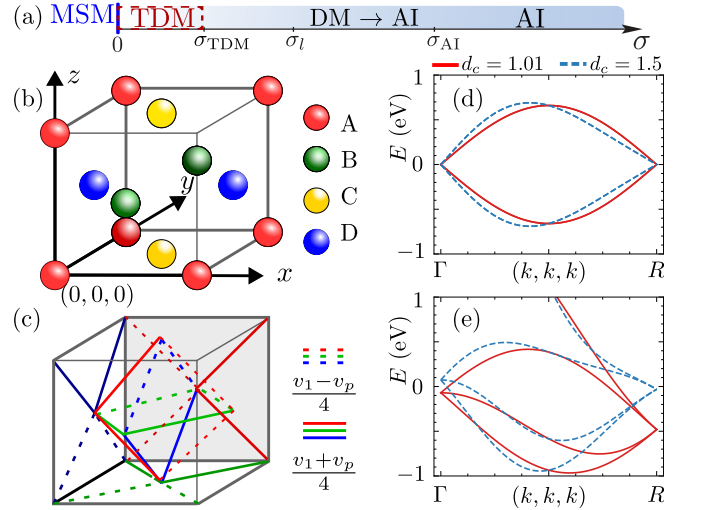 (a) MSM TDM DM → AI AI
0 σ_TDM σ_l σ_AI σ
d_c = 1.01 d_c = 1.5
(b) z y x
(0, 0, 0)
A
B
C
D
(c)
v_1−v_p
4
v_1+v_p
4
(d)
E (eV)
1
0
−1
Γ (k, k, k) R
(e)
E (eV)
1
0
−1
Γ (k, k, k) R